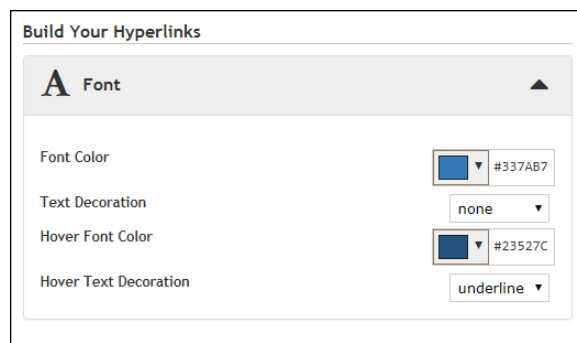 Build Your Hyperlinks
A Font
Font Color
#337AB7
Text Decoration
none
Hover Font Color
#23527C
Hover Text Decoration
underline